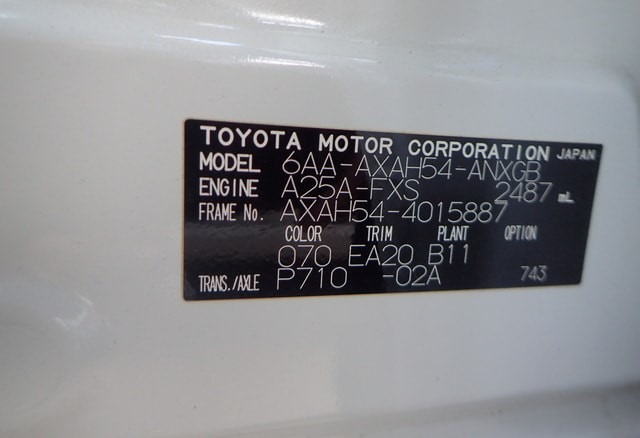 TOYOTA MOTOR CORPORATION JAPAN
MODEL 6AA-AXAH54-ANXGB
ENGINE A25A-FXS 2487 mL
FRAME No. AXAH54-4015887
COLOR TRIM PLANT OPTION
070 EA20 B11
TRANS./AXLE P710 -02A 743